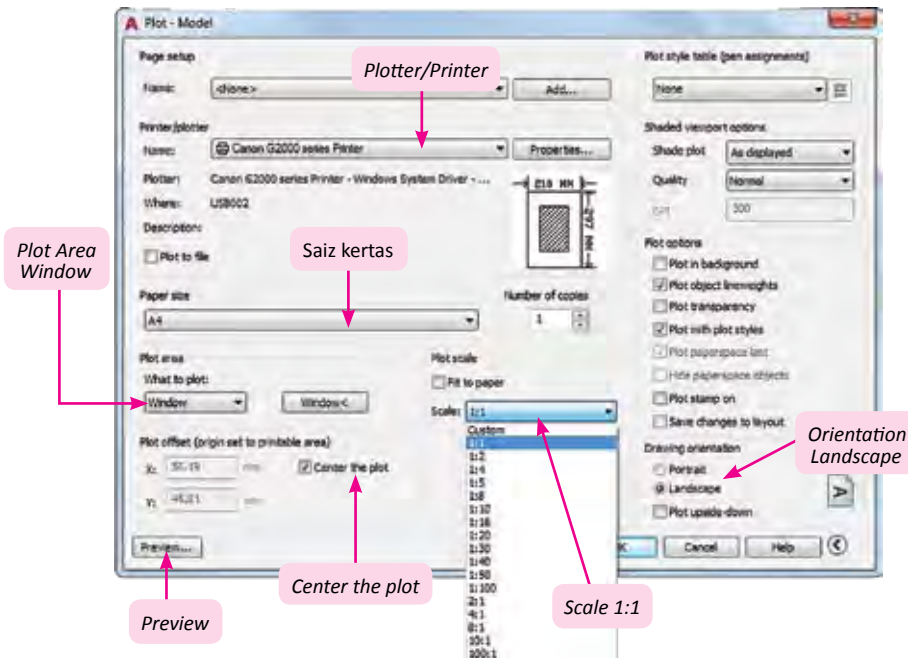 Plot - Model
Page setup
Name:
<None>
Add...
Plotter/Printer
Printer/plotter
Name:
Canon G2000 series Printer
Properties...
Plotter:
Canon G2000 series Printer - Windows System Driver - ...
Where:
USB002
Description:
Plot to file
210 MM
297 MM
Plot Area
Window
Saiz kertas
Paper size
A4
Number of copies
1
Plot area
What to plot:
Window
Window<
Plot scale
Fit to paper
Scale: 1:1
Custom
1:1
1:2
1:4
1:5
1:8
1:10
1:16
1:20
1:30
1:40
1:50
1:100
2:1
4:1
8:1
10:1
100:1
Plot offset (origin set to printable area)
X:
mm
Center the plot
Y:
mm
Preview...
Preview
Center the plot
Scale 1:1
Plot style table (pen assignments)
None
Shaded viewport options
Shade plot
As displayed
Quality
Normal
DPI
300
Plot options
Plot in background
Plot object lineweights
Plot transparency
Plot with plot styles
Plot paperspace last
Hide paperspace objects
Plot stamp on
Save changes to layout
Drawing orientation
Portrait
Landscape
Plot upside-down
A
Orientation
Landscape
Cancel
Help